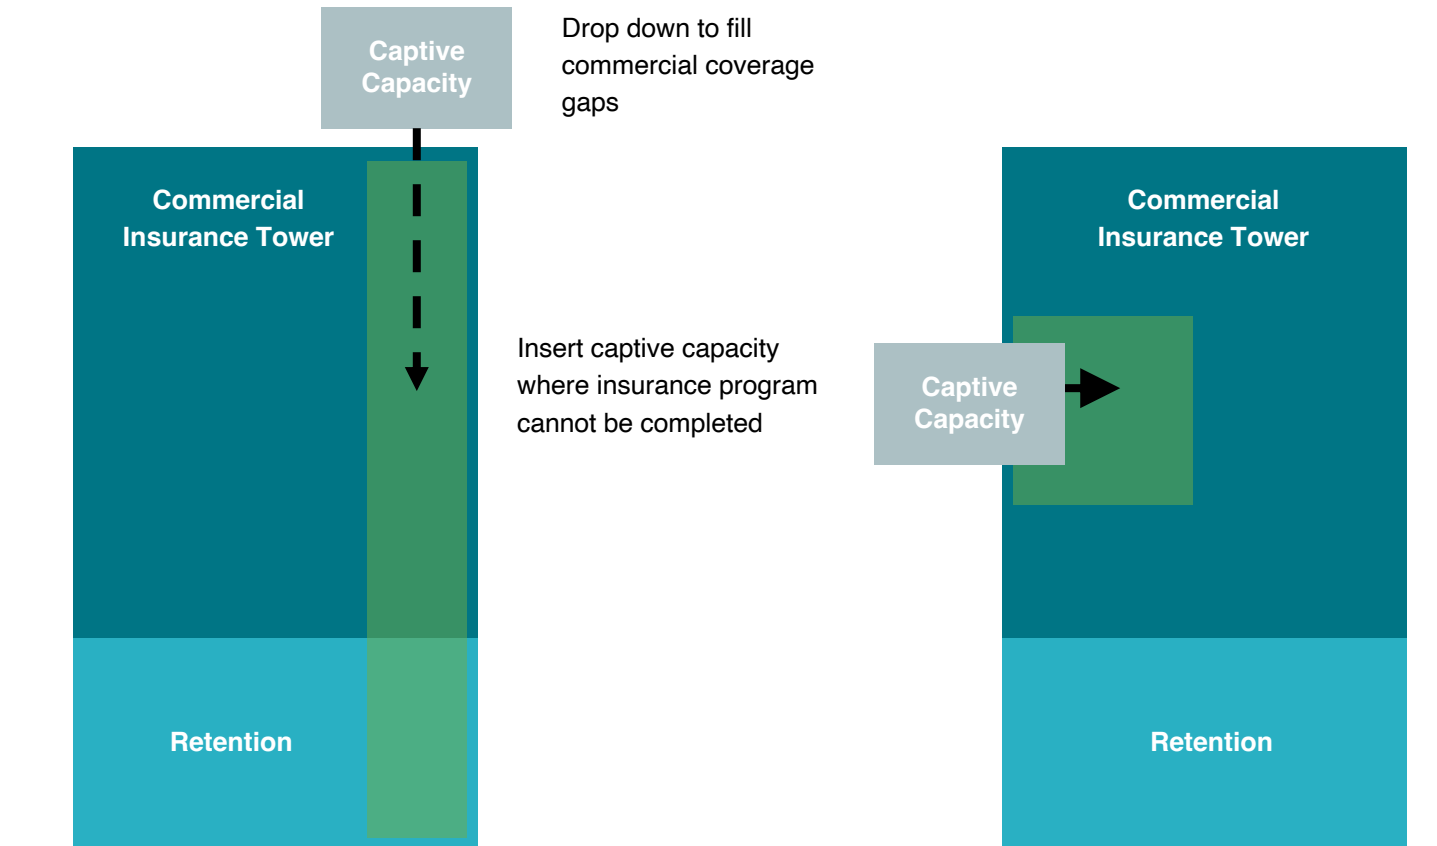 Captive
Capacity
Drop down to fill
commercial coverage
gaps
Commercial
Insurance Tower
Retention
Insert captive capacity
where insurance program
cannot be completed
Commercial
Insurance Tower
Captive
Capacity
Retention